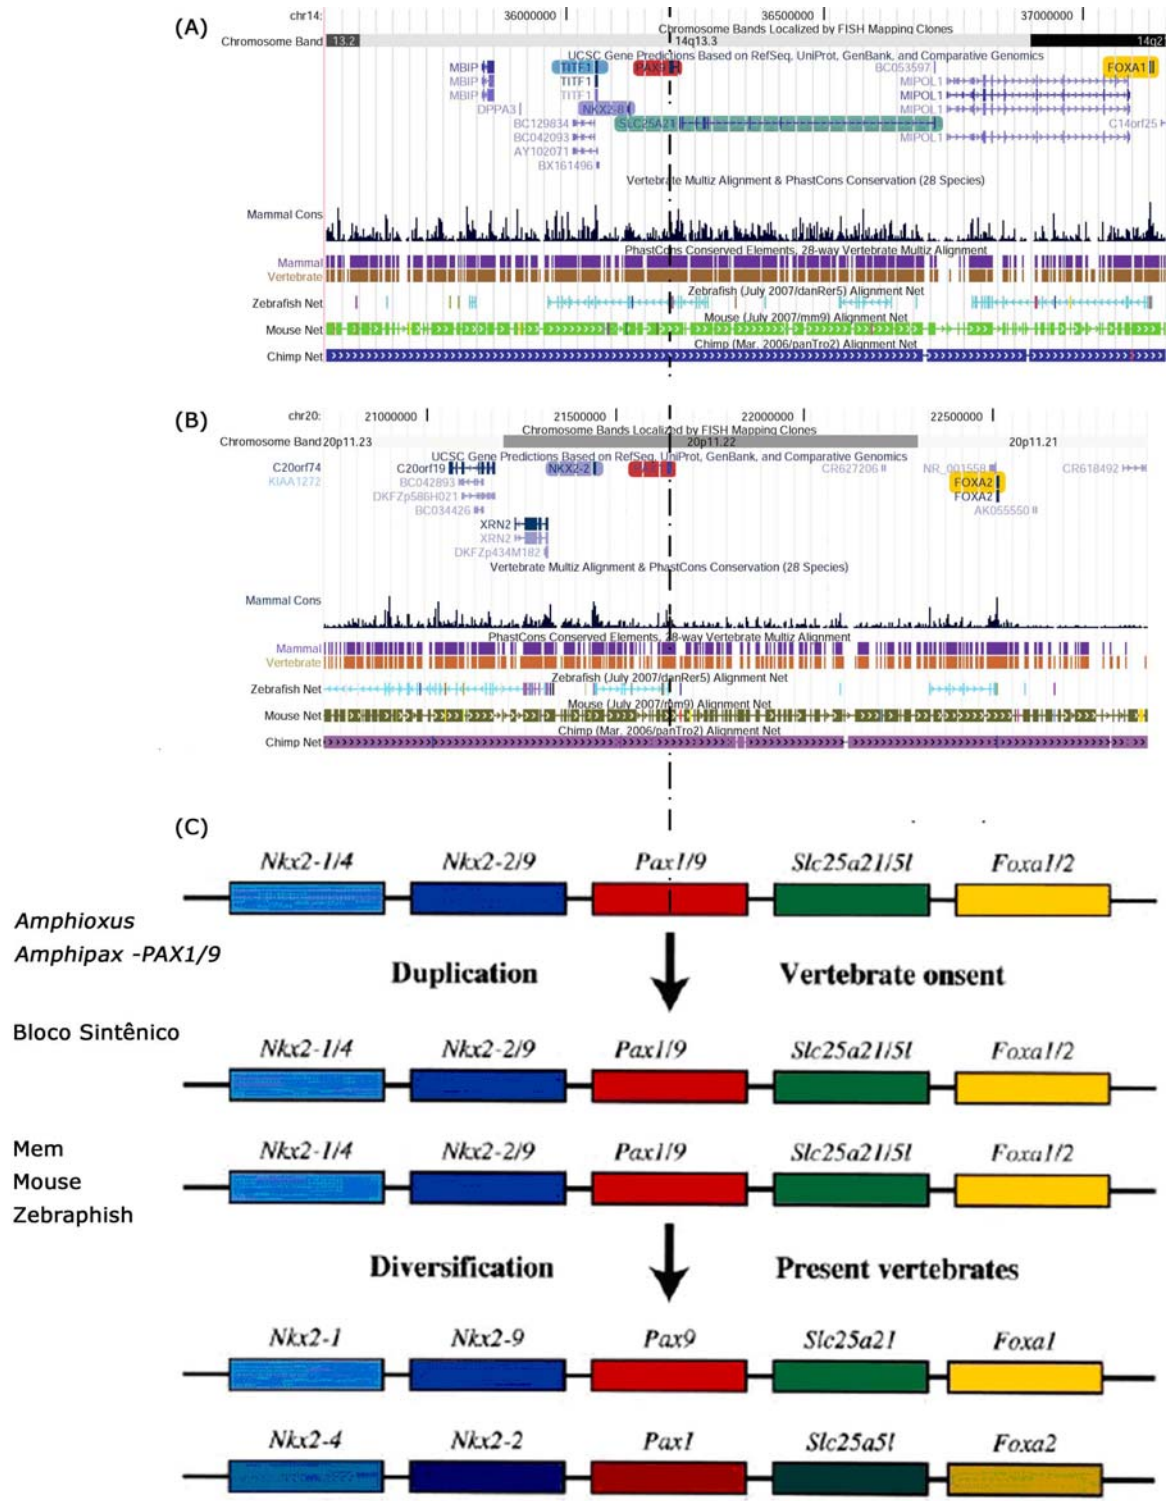 (A)
chr14: 36000000 36500000 37000000
Chromosome Bands Localized by FISH Mapping Clones
Chromosome Band 13.2 14q13.3
UCSC Gene Predictions Based on RefSeq, UniProt, GenBank, and Comparative Genomics
MBIP TITF1 PAX9 BC053597 FOXA1
MBIP TITF1 MIPOL1
MBIP TITF1 MIPOL1
DPPA3 NKX2-8 MIPOL1
BC129834 SLC25A21 C14orf25
BC042093 MIPOL1
AY102071
BX161496
Vertebrate Multiz Alignment & PhastCons Conservation (28 Species)
Mammal Cons
PhastCons Conserved Elements, 28-way Vertebrate Multiz Alignment
Mammal
Vertebrate
Zebrafish (July 2007/danRer5) Alignment Net
Zebrafish Net
Mouse (July 2007/mm9) Alignment Net
Mouse Net
Chimp (Mar. 2006/panTro2) Alignment Net
Chimp Net
(B)
chr20: 21000000 21500000 22000000 22500000
Chromosome Bands Localized by FISH Mapping Clones
Chromosome Band 20p11.23 20p11.22 20p11.21
UCSC Gene Predictions Based on RefSeq, UniProt, GenBank, and Comparative Genomics
C20orf74 C20orf19 NKX2-2 CR627206 NR_001558 CR618492
KIAA1272 BC042893 FOXA2
DKFZp586H021 FOXA2
BC034426 AK055550
XRN2
XRN2
DKFZp434M182
Vertebrate Multiz Alignment & PhastCons Conservation (28 Species)
Mammal Cons
PhastCons Conserved Elements, 28-way Vertebrate Multiz Alignment
Mammal
Vertebrate
Zebrafish (July 2007/danRer5) Alignment Net
Zebrafish Net
Mouse (July 2007/mm9) Alignment Net
Mouse Net
Chimp (Mar. 2006/panTro2) Alignment Net
Chimp Net
(C)
Nkx2-1/4 Nkx2-2/9 Pax1/9 Slc25a21/5l Foxa1/2
Amphioxus
Amphipax -PAX1/9
Duplication Vertebrate onsent
Bloco Sintênico
Nkx2-1/4 Nkx2-2/9 Pax1/9 Slc25a21/5l Foxa1/2
Mem
Nkx2-1/4 Nkx2-2/9 Pax1/9 Slc25a21/5l Foxa1/2
Mouse
Zebraphish
Diversification Present vertebrates
Nkx2-1 Nkx2-9 Pax9 Slc25a21 Foxa1
Nkx2-4 Nkx2-2 Pax1 Slc25a5l Foxa2